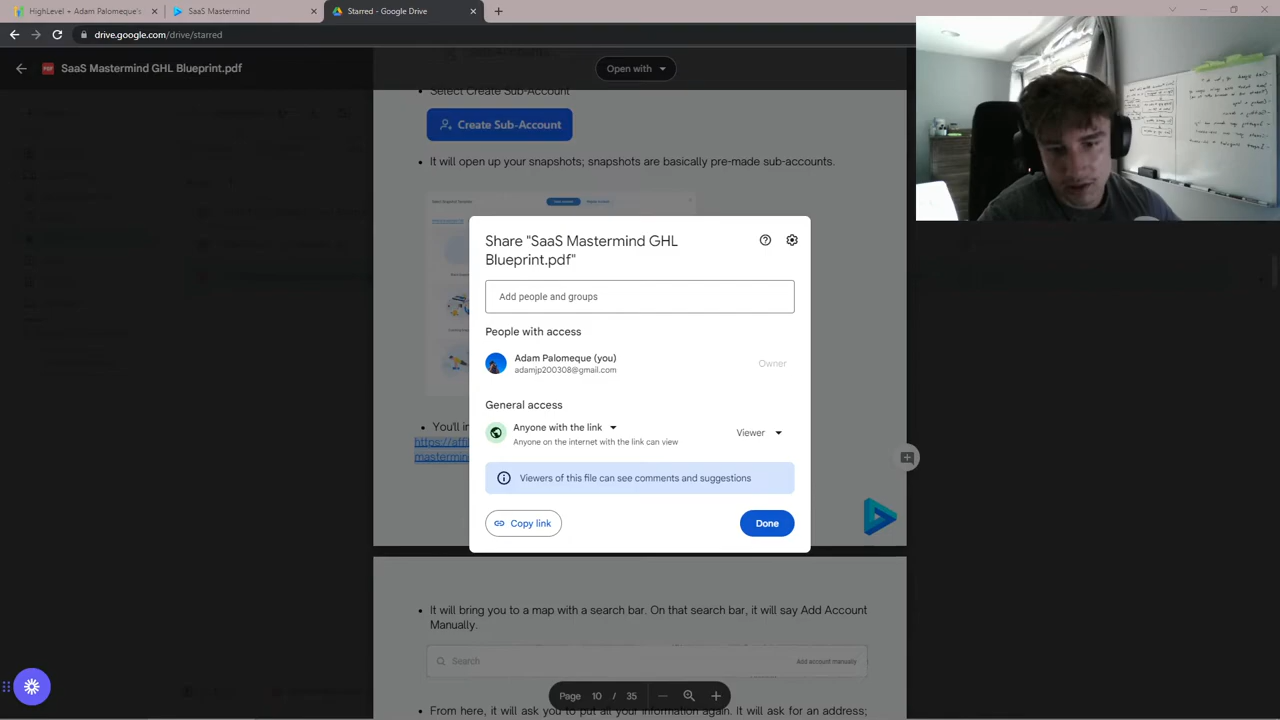 HighLevel + Adam Palomeque's
SaaS Mastermind
Starred - Google Drive
drive.google.com/drive/starred
SaaS Mastermind GHL Blueprint.pdf
Open with
Select Create Sub-Account
Create Sub-Account
It will open up your snapshots; snapshots are basically pre-made sub-accounts.
Share "SaaS Mastermind GHL
Blueprint.pdf"
Add people and groups
People with access
Adam Palomeque (you)
adamjp200308@gmail.com
Owner
General access
Anyone with the link
Anyone on the internet with the link can view
Viewer
Viewers of this file can see comments and suggestions
Copy link
Done
You'll
https://affi
mastermin
It will bring you to a map with a search bar. On that search bar, it will say Add Account
Manually.
Search
Add account manually
Page 10 / 35
From here, it will ask you to put all your information again. It will ask for an address;